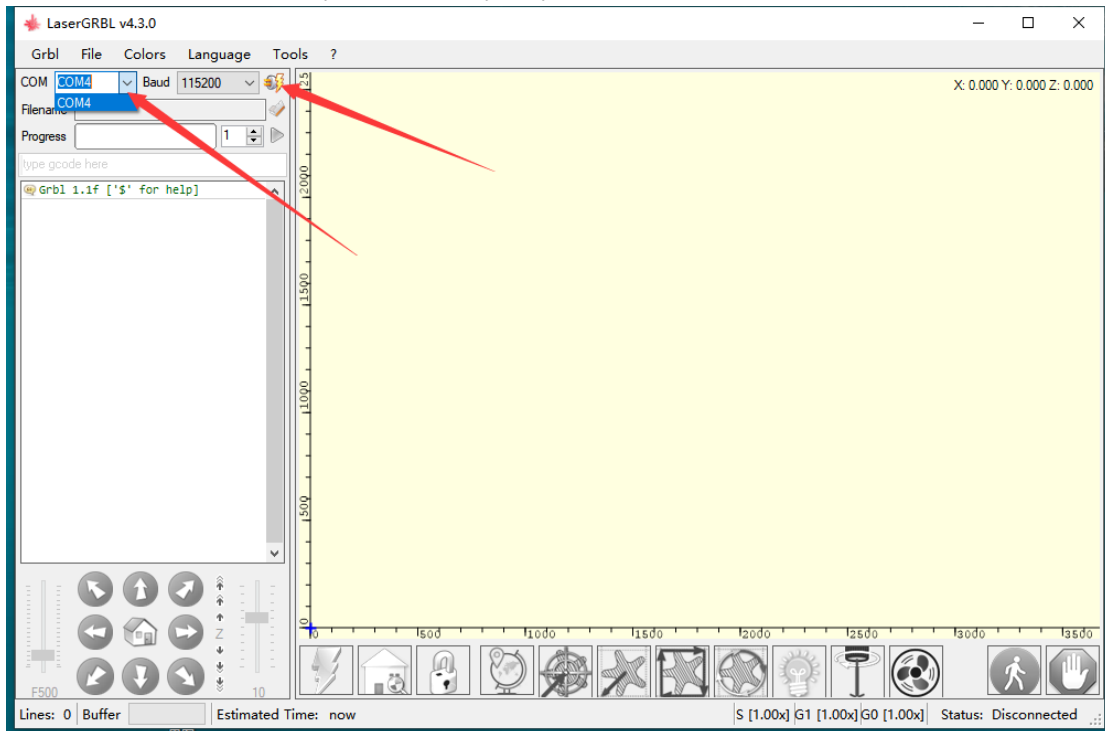 LaserGRBL v4.3.0
Grbl File Colors Language Tools ?
COM COM4 Baud 115200
COM4
Filename
Progress 1
type gcode here
Grbl 1.1f ['$' for help]
X: 0.000 Y: 0.000 Z: 0.000
2000
1500
1000
500
0
0 500 1000 1500 2000 2500 3000 3500
Z
F500 10
Lines: 0 Buffer Estimated Time: now S [1.00x] G1 [1.00x] G0 [1.00x] Status: Disconnected